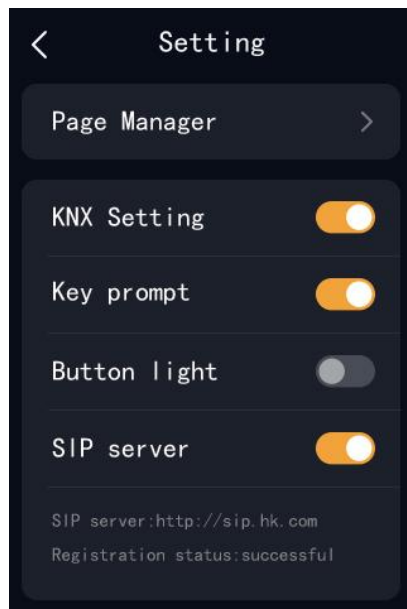 Setting
Page Manager
KNX Setting
Key prompt
Button light
SIP server
SIP server:http://sip.hk.com
Registration status:successful